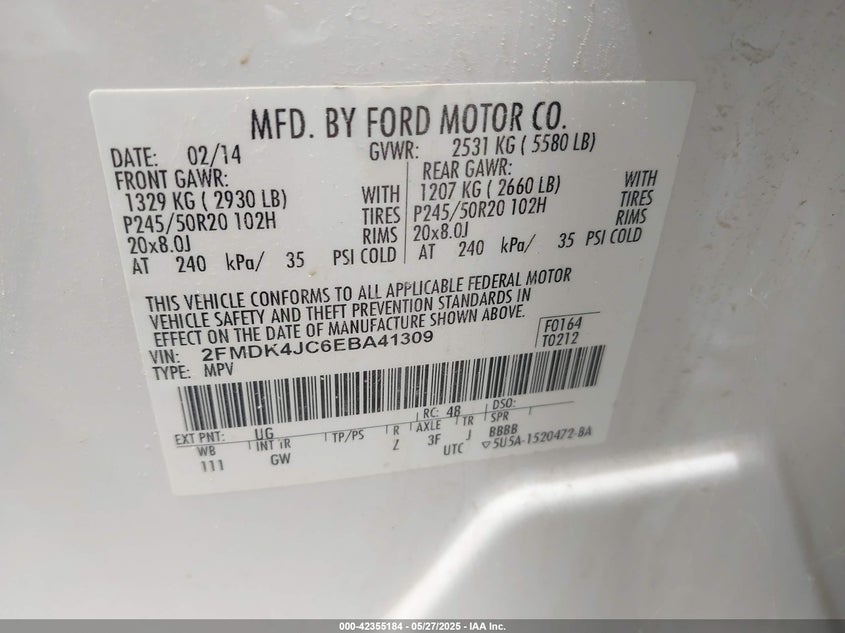 MFD. BY FORD MOTOR CO.
DATE: 02/14 GVWR: 2531 KG ( 5580 LB)
FRONT GAWR: REAR GAWR:
1329 KG ( 2930 LB) WITH 1207 KG ( 2660 LB) WITH
P245/50R20 102H TIRES P245/50R20 102H TIRES
20x8.0J RIMS 20x8.0J RIMS
AT 240 kPa/ 35 PSI COLD AT 240 kPa/ 35 PSI COLD
THIS VEHICLE CONFORMS TO ALL APPLICABLE FEDERAL MOTOR
VEHICLE SAFETY AND THEFT PREVENTION STANDARDS IN
EFFECT ON THE DATE OF MANUFACTURE SHOWN ABOVE.
VIN: 2FMDK4JC6EBA41309 F0164
TYPE: MPV T0212
EXT PNT: UG RC: 48 DSO:
WB INT TR TP/PS R AXLE TR SPR
111 GW Z 3F J BBBB
UTC ▽5U5A-1520472-BA
000-42355184 | 05/27/2025 - IAA Inc.